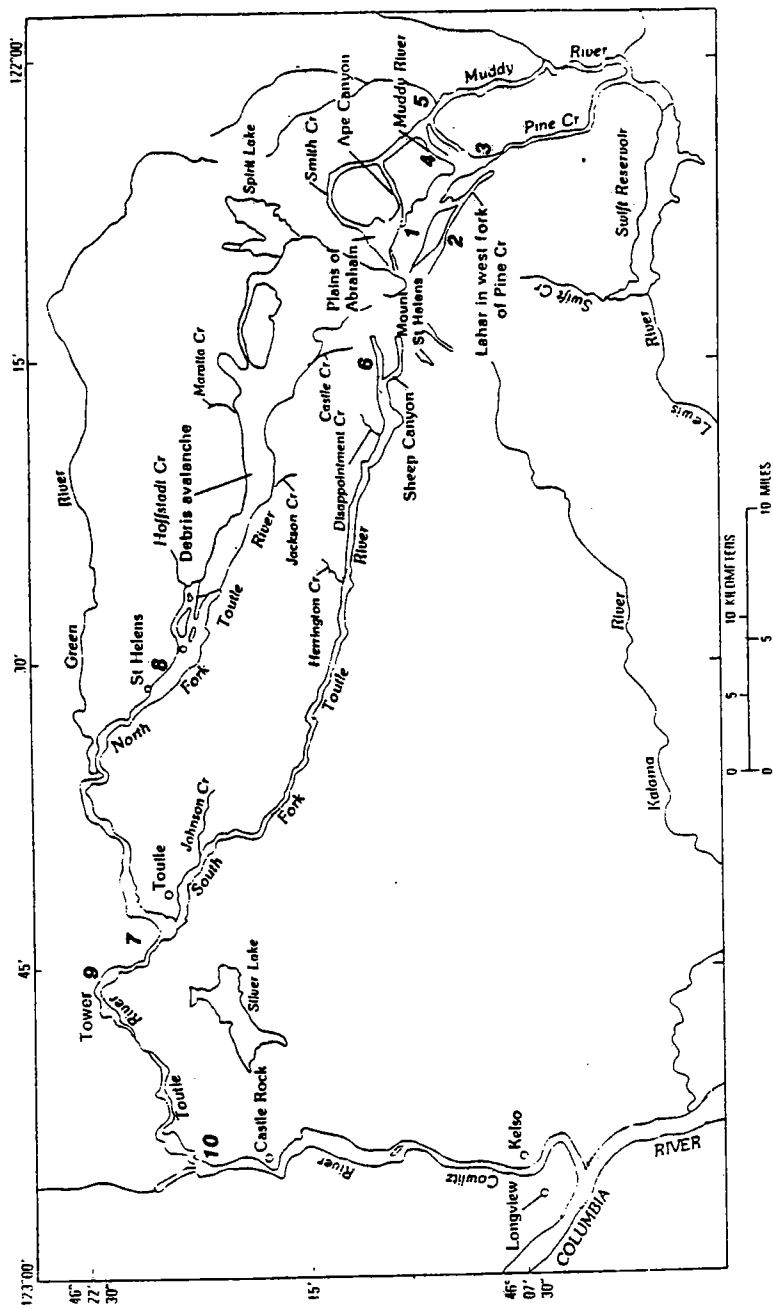 123°00'
45'
30'
15'
122°00'
46°
22'
30"
15'
46°
07'
30"
Green
River
Tower
9
River
Toutle
10
Castle Rock
Silver Lake
7
Toutle
Johnson Cr
South
Fork
Toutle
River
North
Fork
Toutle
River
St Helens
8
Hoffstadt Cr
Debris avalanche
Maratta Cr
Jackson Cr
Herrington Cr
Disappointment Cr
Castle Cr
6
Sheep Canyon
Spirit Lake
Plains of
Abraham
Smith Cr
Ape Canyon
Muddy River
Mount
St Helens
1
2
3
4
5
Lahar in west fork
of Pine Cr
Muddy
River
Pine Cr
Swift Reservoir
Swift Cr
River
Lewis
River
Kalama
River
Cowlitz
Kelso
Longview
COLUMBIA
RIVER
0 5 10 KILOMETERS
0 5 10 MILES